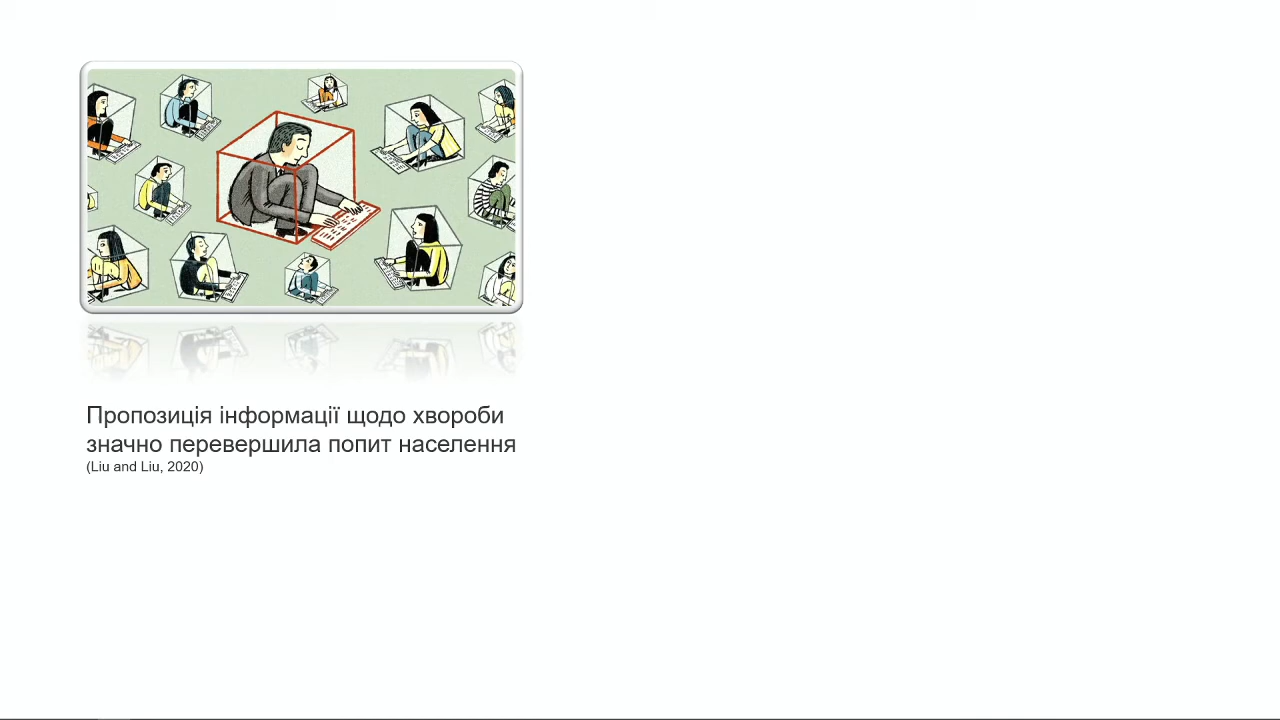 Пропозиція інформації щодо хвороби
значно перевершила попит населення
(Liu and Liu, 2020)